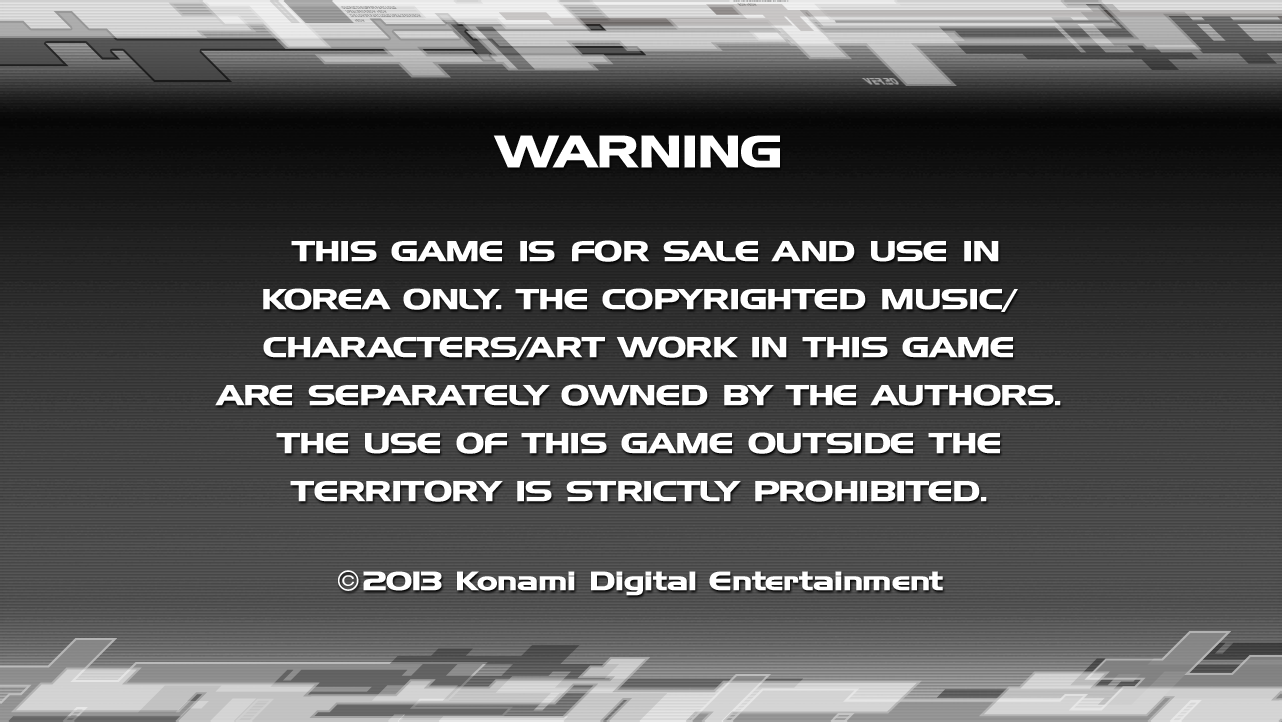 VER.20
WARNING
THIS GAME IS FOR SALE AND USE IN
KOREA ONLY. THE COPYRIGHTED MUSIC/
CHARACTERS/ART WORK IN THIS GAME
ARE SEPARATELY OWNED BY THE AUTHORS.
THE USE OF THIS GAME OUTSIDE THE
TERRITORY IS STRICTLY PROHIBITED.
©2013 Konami Digital Entertainment